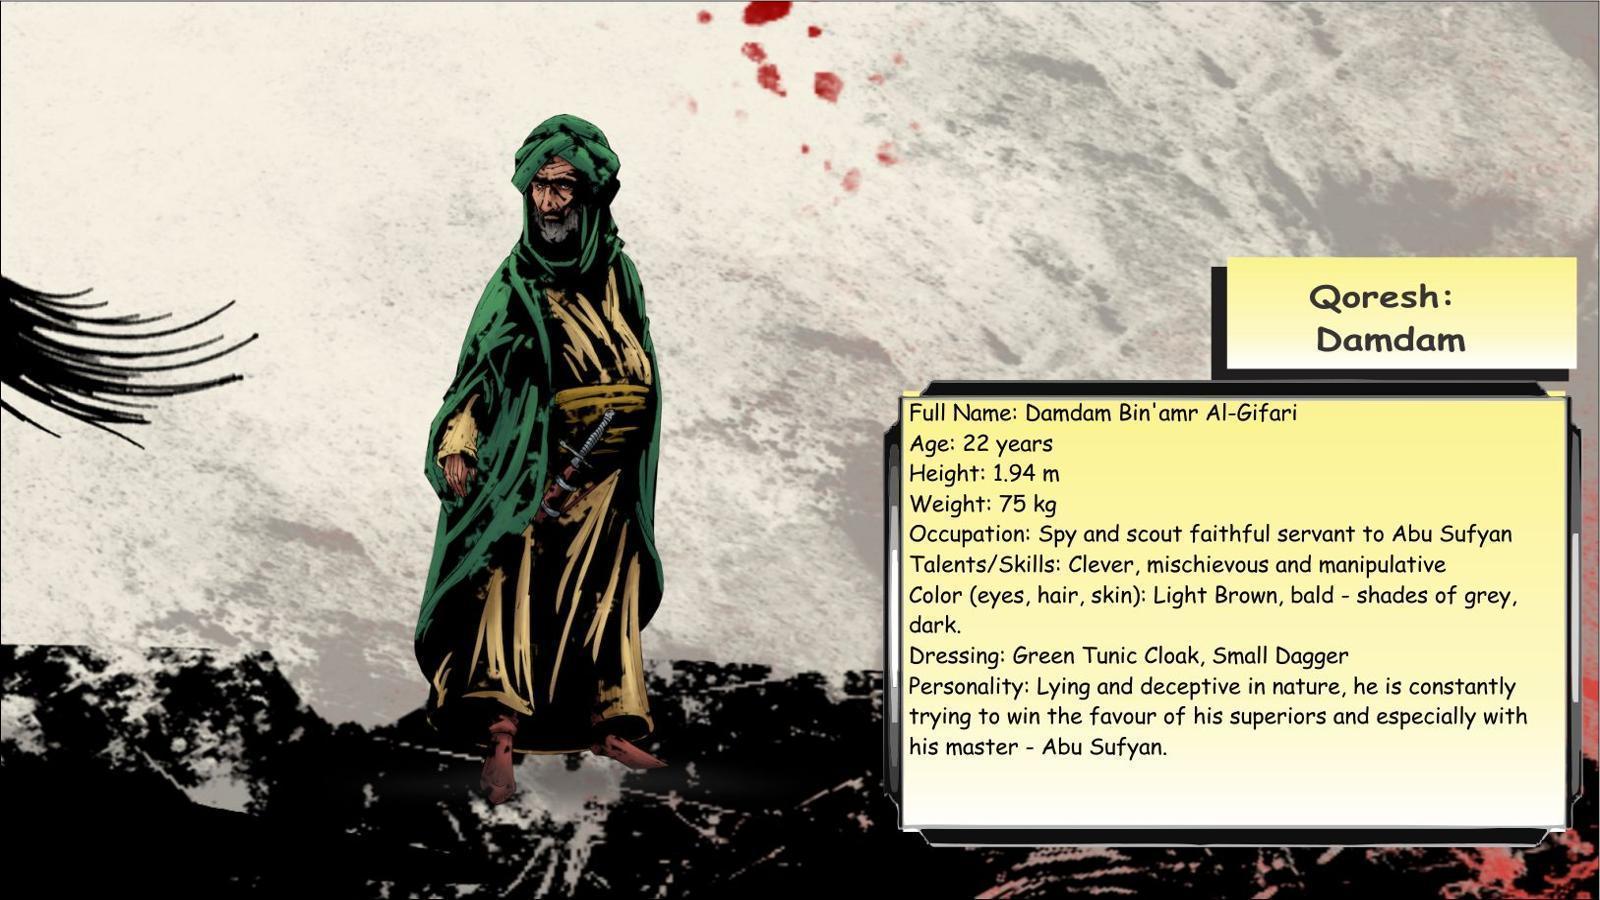 Qoresh:
Damdam
Full Name: Damdam Bin'amr Al-Gifari
Age: 22 years
Height: 1.94 m
Weight: 75 kg
Occupation: Spy and scout faithful servant to Abu Sufyan
Talents/Skills: Clever, mischievous and manipulative
Color (eyes, hair, skin): Light Brown, bald - shades of grey,
dark.
Dressing: Green Tunic Cloak, Small Dagger
Personality: Lying and deceptive in nature, he is constantly
trying to win the favour of his superiors and especially with
his master - Abu Sufyan.